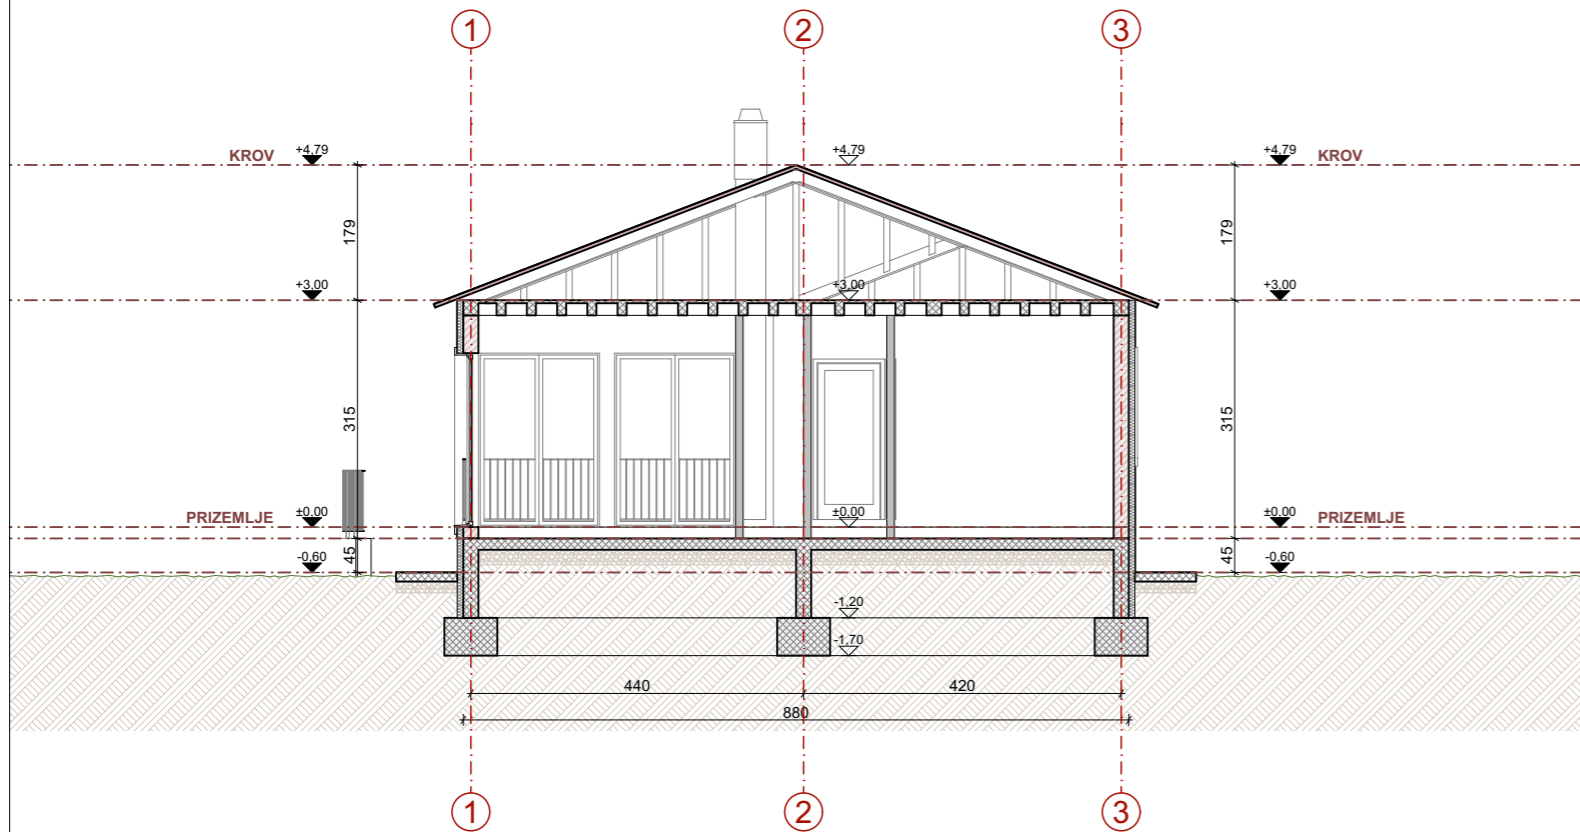 1 2 3
KROV +4,79 +4,79 +4,79 KROV
179 179
+3,00 +3,00 +3,00
315 315
PRIZEMLJE ±0,00 ±0,00 ±0,00 PRIZEMLJE
-0,60 45 45 -0,60
-1,20
-1,70
440 420
880
1 2 3